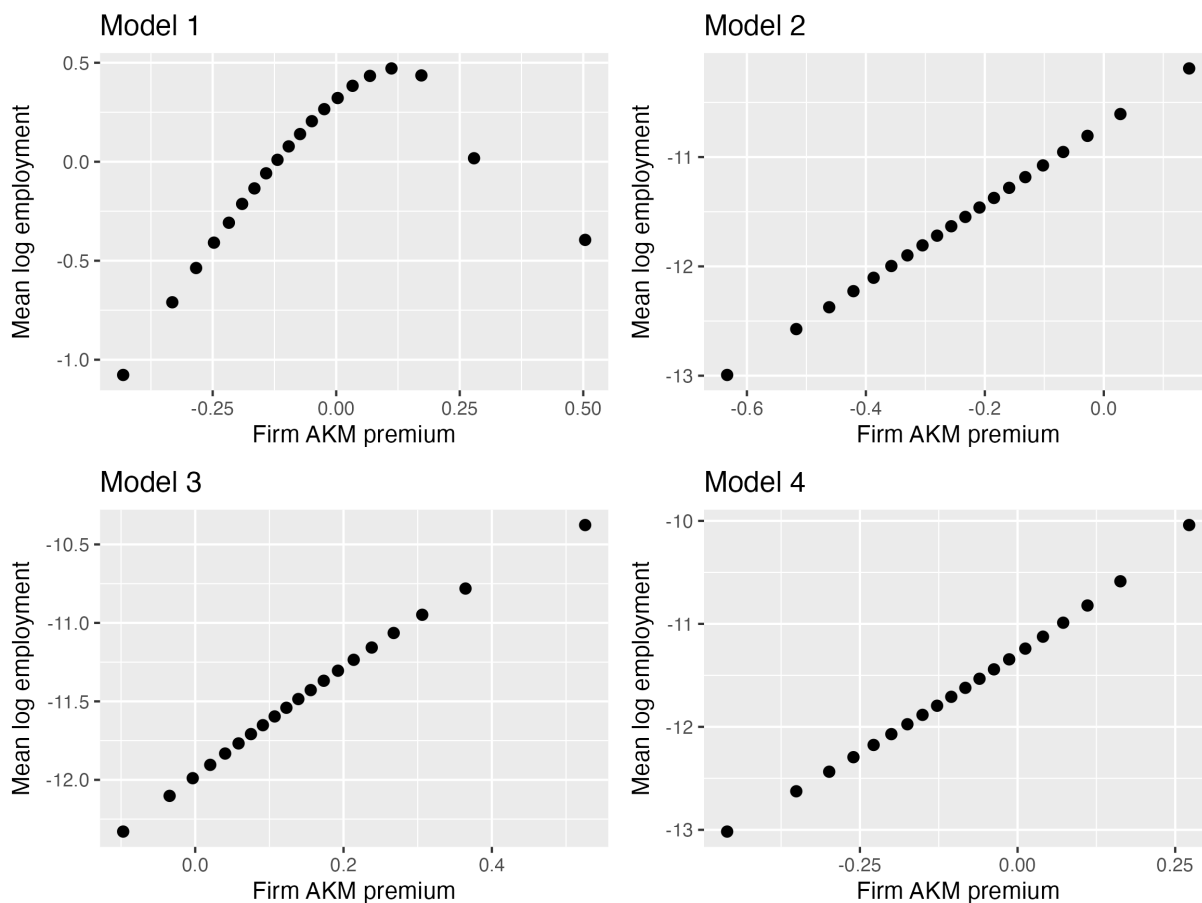 Model 1
Mean log employment
0.5
0.0
-0.5
-1.0
-0.25 0.00 0.25 0.50
Firm AKM premium
Model 2
Mean log employment
-11
-12
-13
-0.6 -0.4 -0.2 0.0
Firm AKM premium
Model 3
Mean log employment
-10.5
-11.0
-11.5
-12.0
0.0 0.2 0.4
Firm AKM premium
Model 4
Mean log employment
-10
-11
-12
-13
-0.25 0.00 0.25
Firm AKM premium